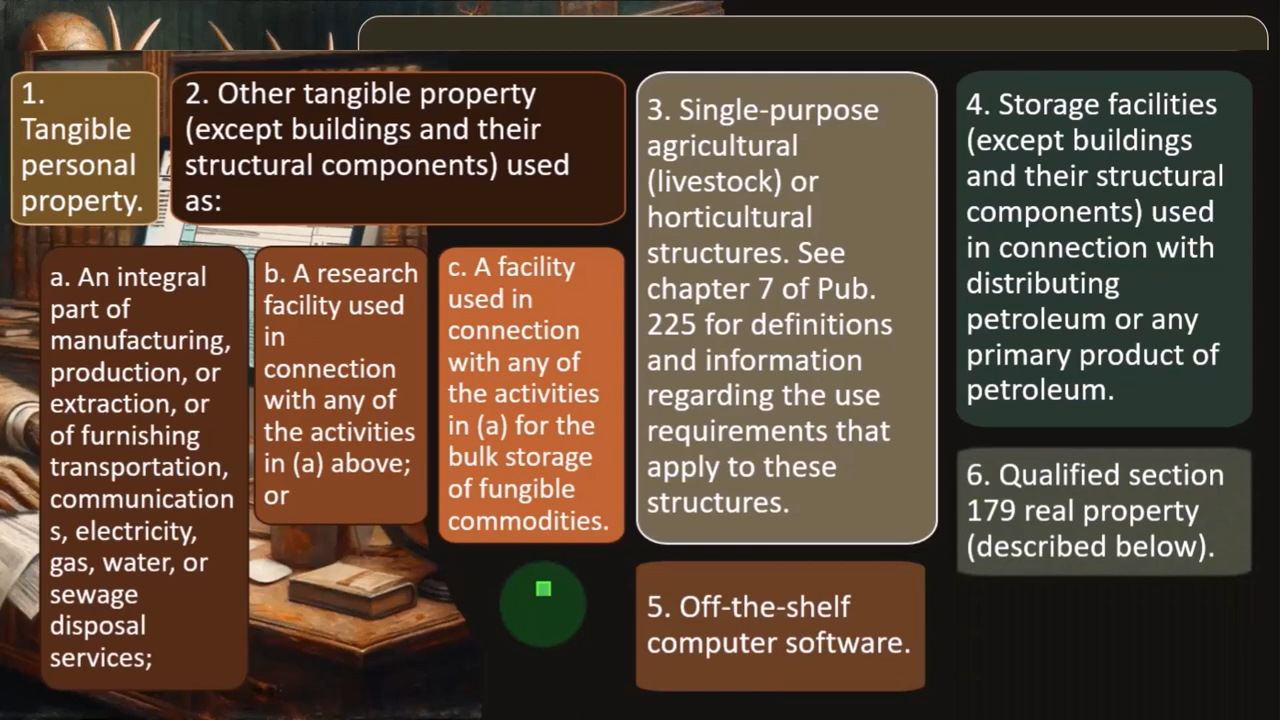 1.
Tangible
personal
property.
2. Other tangible property
(except buildings and their
structural components) used
as:
a. An integral
part of
manufacturing,
production, or
extraction, or
of furnishing
transportation,
communication
s, electricity,
gas, water, or
sewage
disposal
services;
b. A research
facility used
in
connection
with any of
the activities
in (a) above;
or
c. A facility
used in
connection
with any of
the activities
in (a) for the
bulk storage
of fungible
commodities.
3. Single-purpose
agricultural
(livestock) or
horticultural
structures. See
chapter 7 of Pub.
225 for definitions
and information
regarding the use
requirements that
apply to these
structures.
4. Storage facilities
(except buildings
and their structural
components) used
in connection with
distributing
petroleum or any
primary product of
petroleum.
5. Off-the-shelf
computer software.
6. Qualified section
179 real property
(described below).